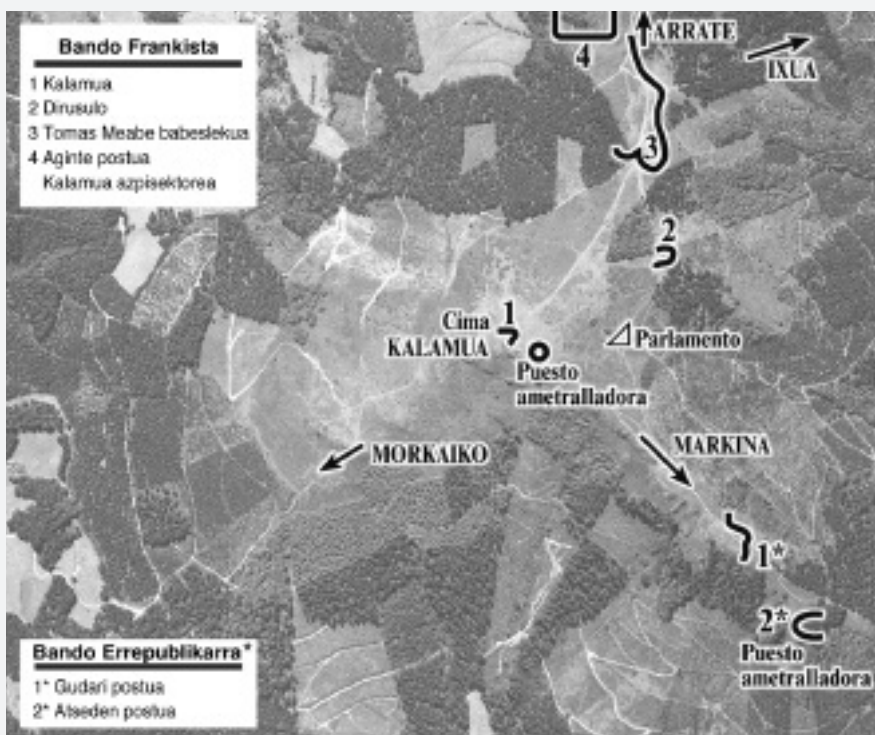 Bando Frankista
1 Kalamua
2 Dirusulo
3 Tomas Meabe babeslekua
4 Aginte postua
Kalamua azpisektorea
4
ARRATE
IXUA
3
2
1
Cima
KALAMUA
Parlamento
Puesto
ametralladora
MORKAIKO
MARKINA
1*
2*
Puesto
ametralladora
Bando Errepublikarra*
1* Gudari postua
2* Atseden postua